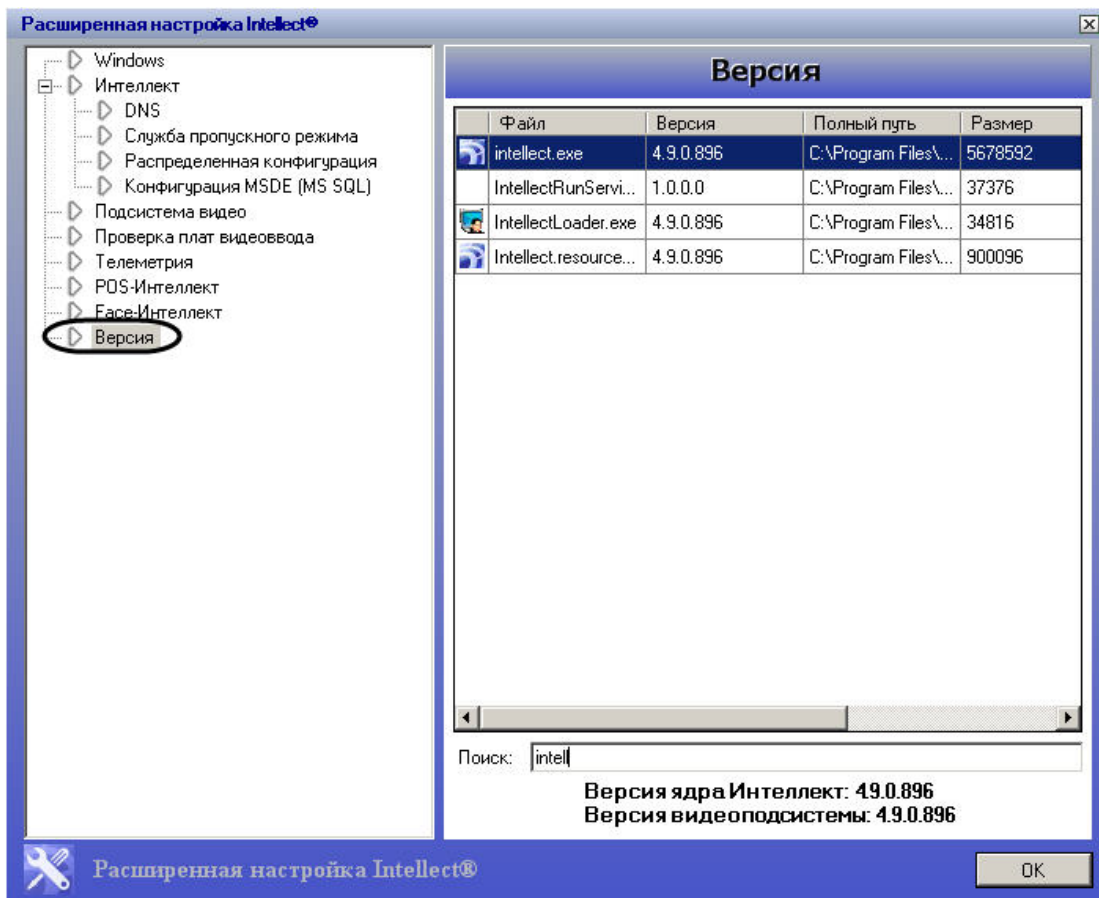 Расширенная настройка Intellect®
Windows
Интеллект
DNS
Служба пропускного режима
Распределенная конфигурация
Конфигурация MSDE (MS SQL)
Подсистема видео
Проверка плат видеоввода
Телеметрия
POS-Интеллект
Face-Интеллект
Версия
Версия
Файл Версия Полный путь Размер
intellect.exe 4.9.0.896 C:\Program Files\... 5678592
IntellectRunServi... 1.0.0.0 C:\Program Files\... 37376
IntellectLoader.exe 4.9.0.896 C:\Program Files\... 34816
Intellect.resource... 4.9.0.896 C:\Program Files\... 900096
Поиск: intell
Версия ядра Интеллект: 4.9.0.896
Версия видеоподсистемы: 4.9.0.896
Расширенная настройка Intellect®
OK